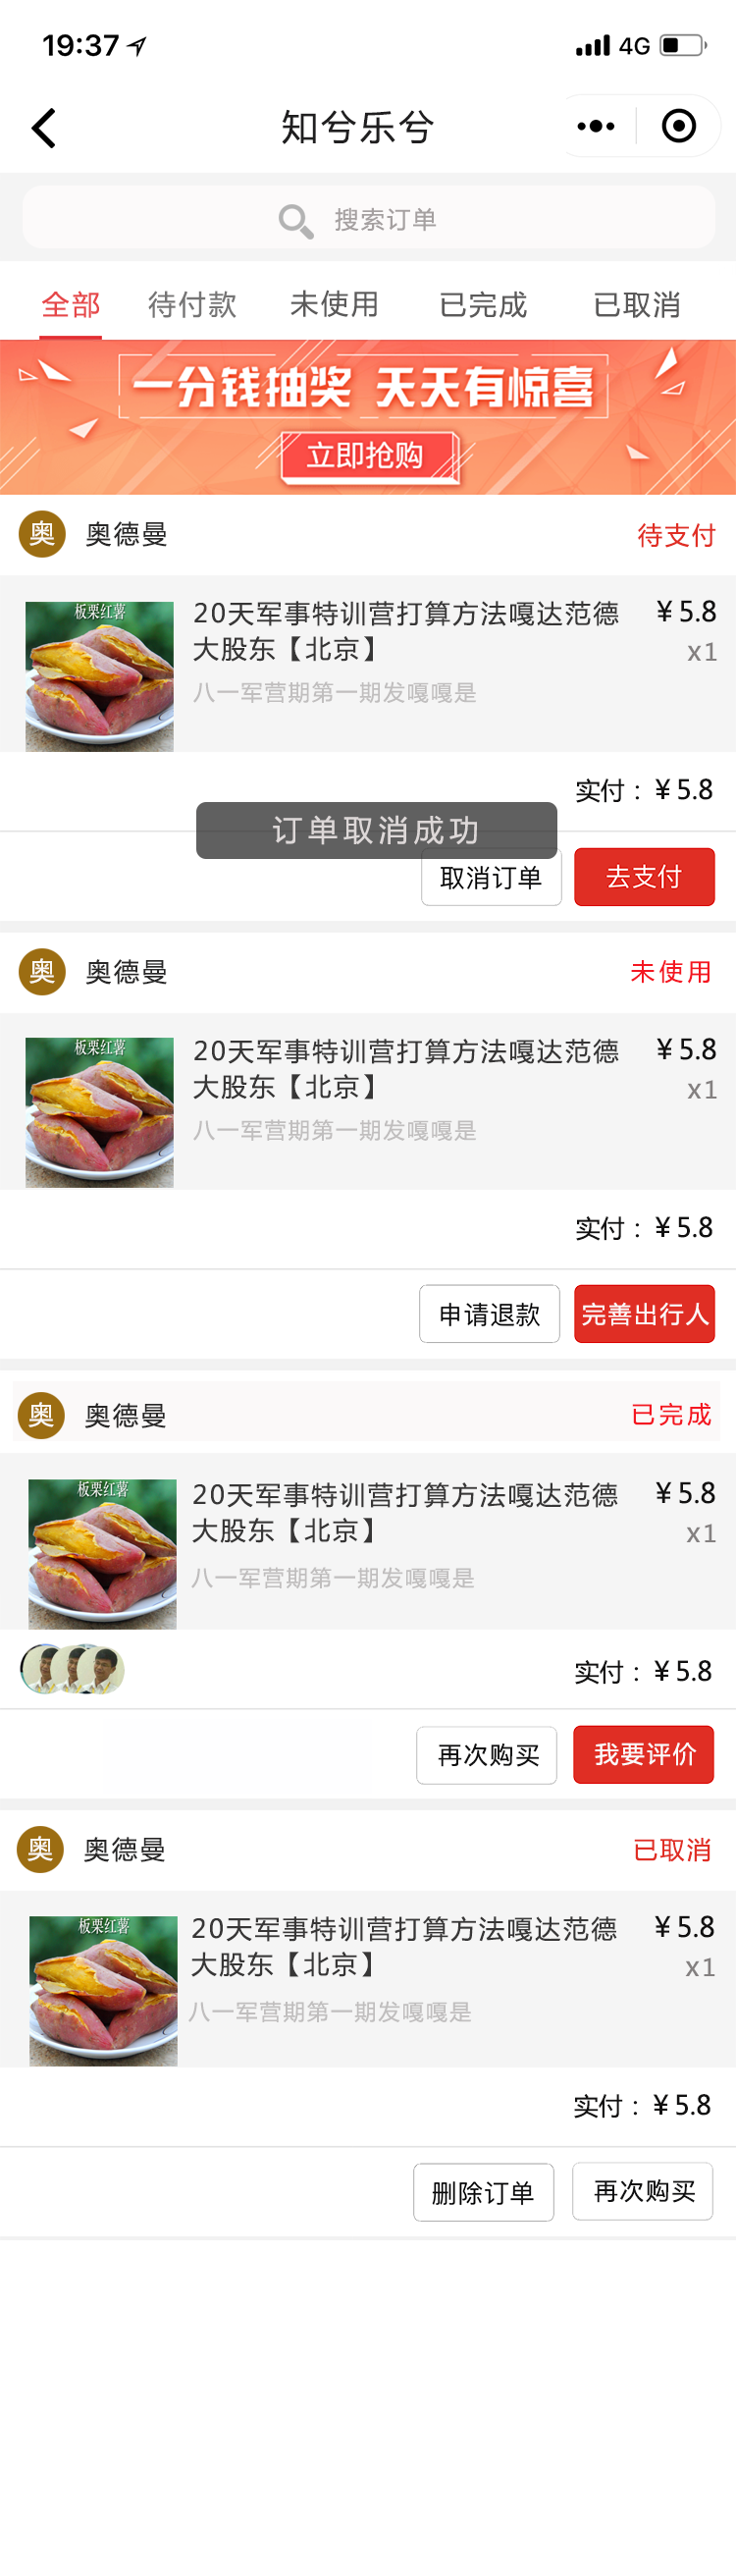 19:37
4G
知兮乐兮
搜索订单
全部 待付款 未使用 已完成 已取消
一分钱抽奖 天天有惊喜
立即抢购
奥 奥德曼 待支付
板栗红薯
20天军事特训营打算方法嘎达范德 ¥5.8
大股东【北京】 x1
八一军营期第一期发嘎嘎是
实付：¥5.8
订单取消成功
取消订单 去支付
奥 奥德曼 未使用
板栗红薯
20天军事特训营打算方法嘎达范德 ¥5.8
大股东【北京】 x1
八一军营期第一期发嘎嘎是
实付：¥5.8
申请退款 完善出行人
奥 奥德曼 已完成
板栗红薯
20天军事特训营打算方法嘎达范德 ¥5.8
大股东【北京】 x1
八一军营期第一期发嘎嘎是
实付：¥5.8
再次购买 我要评价
奥 奥德曼 已取消
板栗红薯
20天军事特训营打算方法嘎达范德 ¥5.8
大股东【北京】 x1
八一军营期第一期发嘎嘎是
实付：¥5.8
删除订单 再次购买